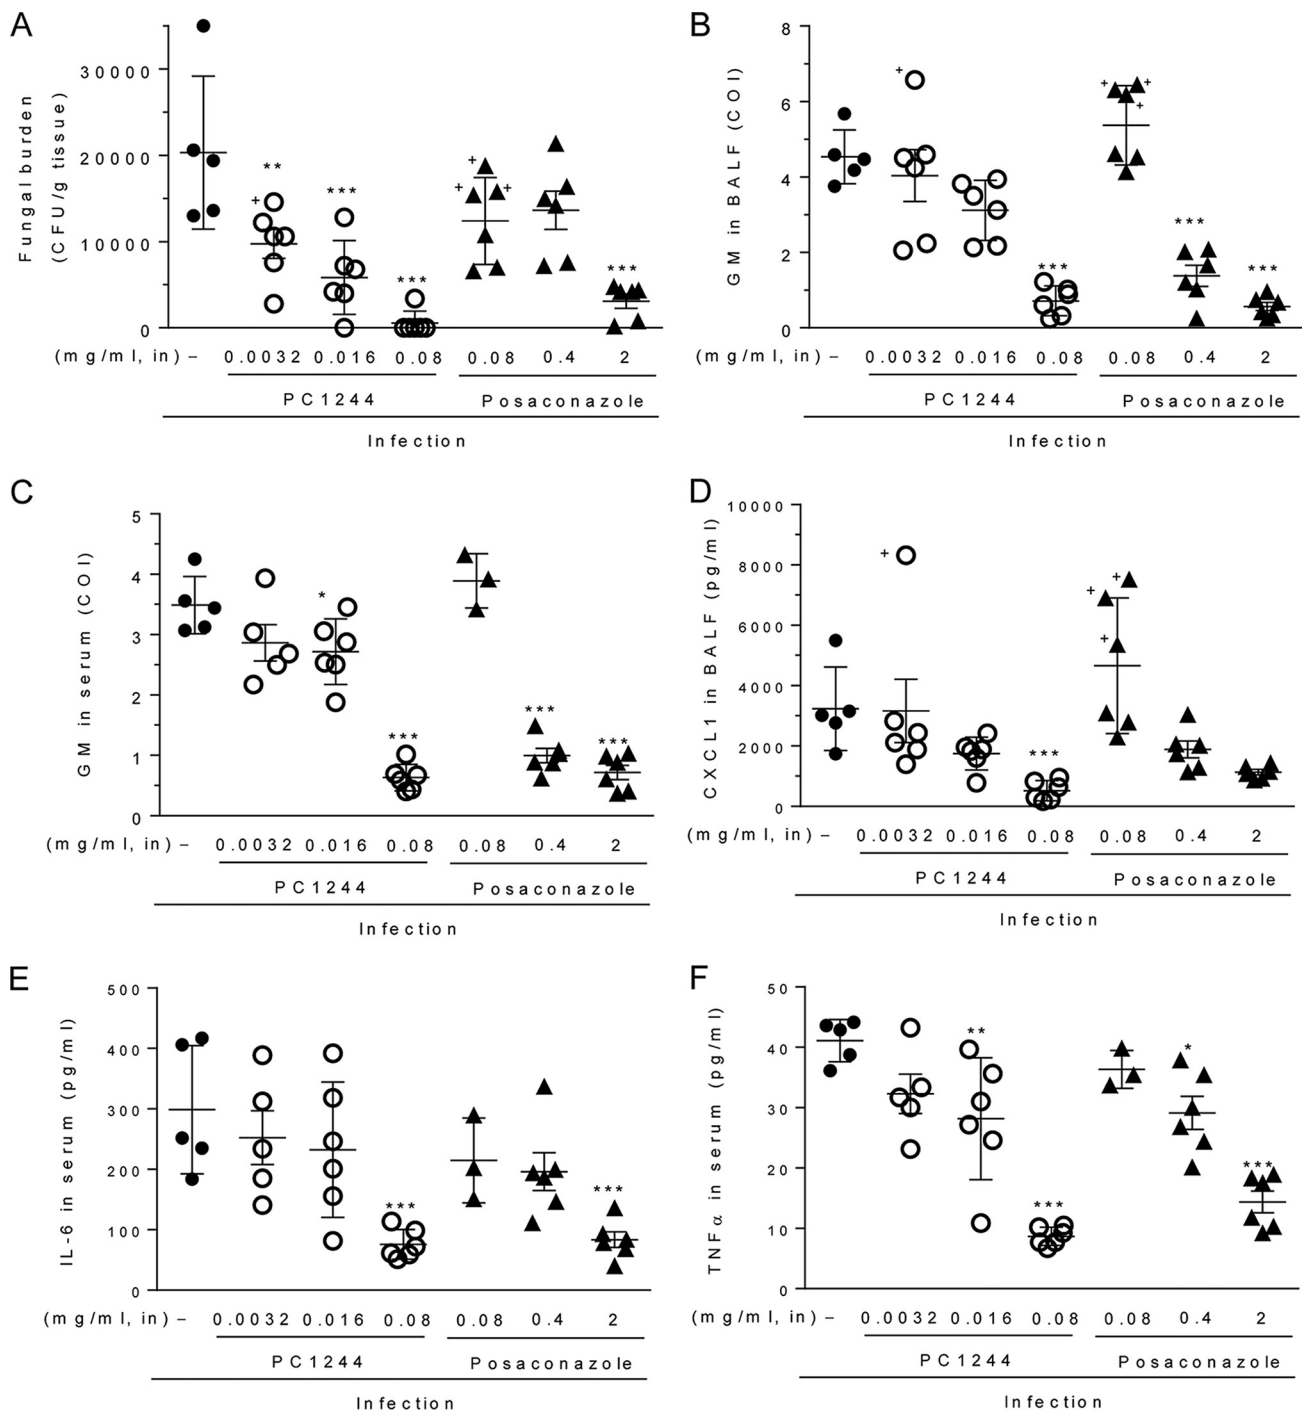 A
Fungal burden
(CFU/g tissue)
30000
20000
10000
0
+
**
***
***
+
+
+
***
(mg/ml, in) –
0.0032
0.016
0.08
0.08
0.4
2
PC1244
Posaconazole
Infection
B
GM in BALF (COI)
8
6
4
2
0
+
***
+
+
+
***
***
(mg/ml, in) –
0.0032
0.016
0.08
0.08
0.4
2
PC1244
Posaconazole
Infection
C
GM in serum (COI)
5
4
3
2
1
0
*
***
***
***
(mg/ml, in) –
0.0032
0.016
0.08
0.08
0.4
2
PC1244
Posaconazole
Infection
D
CXCL1 in BALF (pg/ml)
10000
8000
6000
4000
2000
0
+
***
+
+
+
(mg/ml, in) –
0.0032
0.016
0.08
0.08
0.4
2
PC1244
Posaconazole
Infection
E
IL-6 in serum (pg/ml)
500
400
300
200
100
0
***
***
(mg/ml, in) –
0.0032
0.016
0.08
0.08
0.4
2
PC1244
Posaconazole
Infection
F
TNFα in serum (pg/ml)
50
40
30
20
10
0
**
***
*
***
(mg/ml, in) –
0.0032
0.016
0.08
0.08
0.4
2
PC1244
Posaconazole
Infection